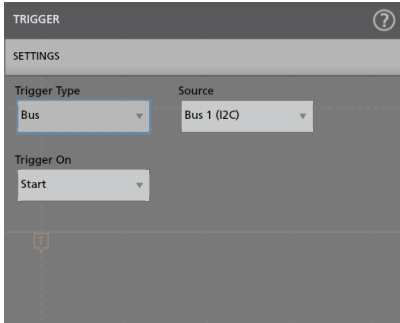 TRIGGER ?
SETTINGS
Trigger Type Source
Bus Bus 1 (I2C)
Trigger On
Start
T